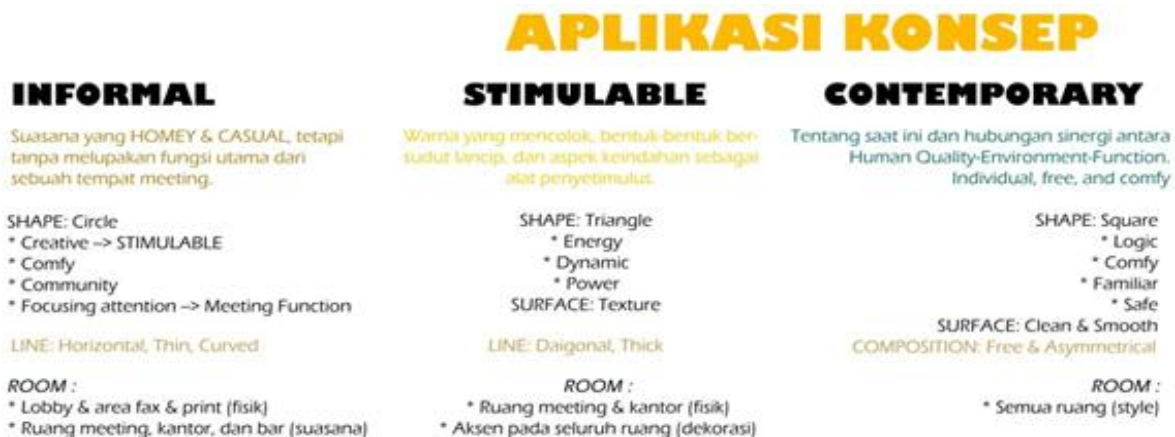 APLIKASI KONSEP
INFORMAL
Suasana yang HOMEY & CASUAL, tetapi
tanpa melupakan fungsi utama dari
sebuah tempat meeting.
SHAPE: Circle
* Creative --> STIMULABLE
* Comfy
* Community
* Focusing attention --> Meeting Function
LINE: Horizontal, Thin, Curved
ROOM :
* Lobby & area fax & print (fisik)
* Ruang meeting, kantor, dan bar (suasana)
STIMULABLE
Warna yang mencolok, bentuk-bentuk ber-
sudut lancip, dan aspek keindahan sebagai
alat penyetimulus.
SHAPE: Triangle
* Energy
* Dynamic
* Power
SURFACE: Texture
LINE: Daigonal, Thick
ROOM :
* Ruang meeting & kantor (fisik)
* Aksen pada seluruh ruang (dekorasi)
CONTEMPORARY
Tentang saat ini dan hubungan sinergi antara
Human Quality-Environment-Function.
Individual, free, and comfy
SHAPE: Square
* Logic
* Comfy
* Familiar
* Safe
SURFACE: Clean & Smooth
COMPOSITION: Free & Asymmetrical
ROOM :
* Semua ruang (style)